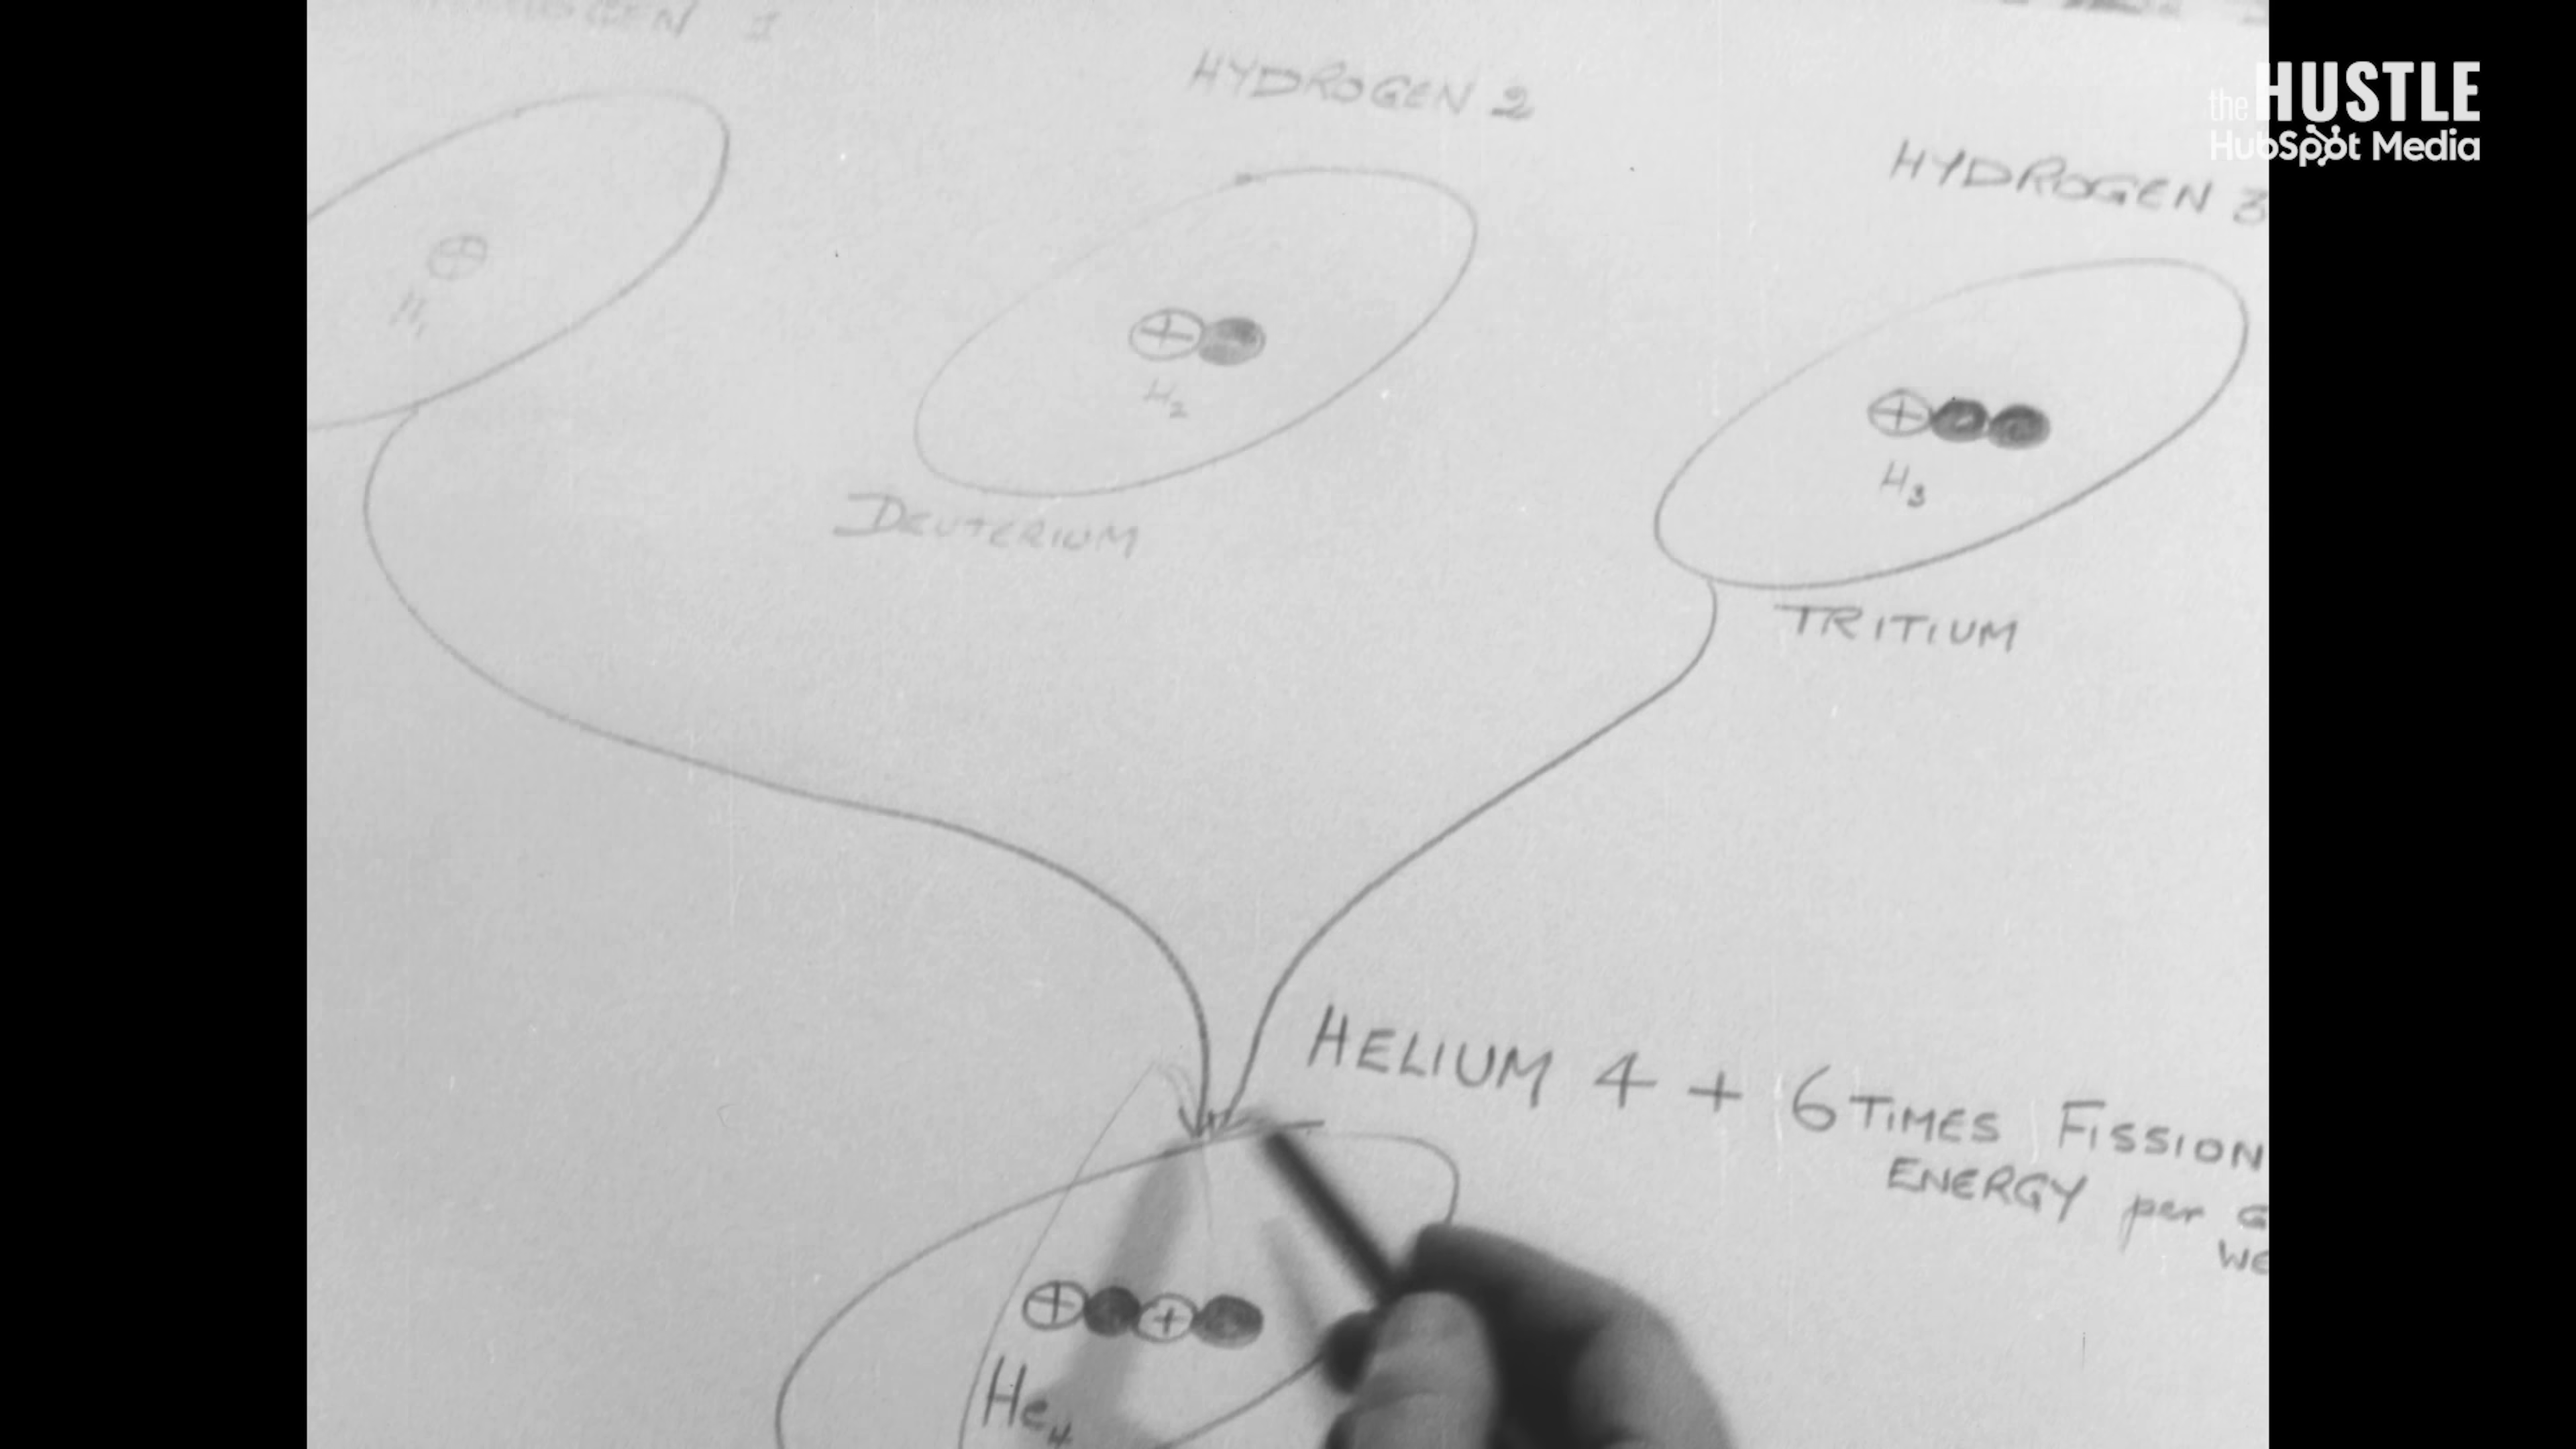 HYDROGEN 2
the HUSTLE
HubSpot Media
HYDROGEN 3
H1
H2
DEUTERIUM
H3
TRITIUM
HELIUM 4 + 6 TIMES FISSION
ENERGY per
He4